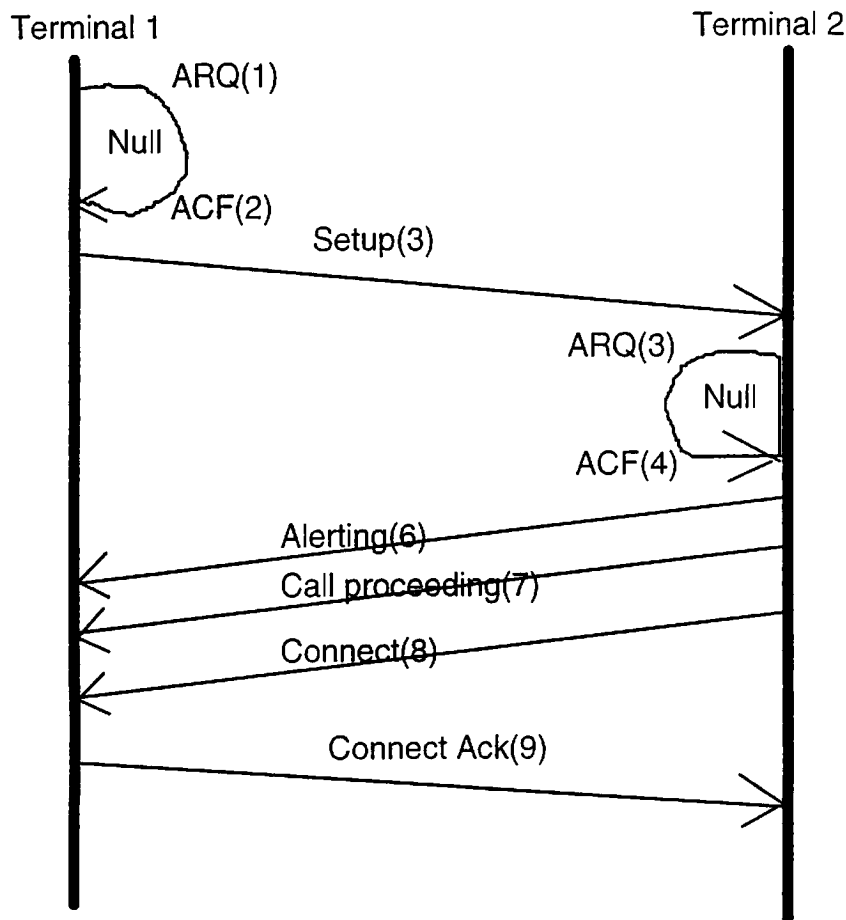 Terminal 1
Terminal 2
ARQ(1)
Null
ACF(2)
Setup(3)
ARQ(3)
Null
ACF(4)
Alerting(6)
Call proceeding(7)
Connect(8)
Connect Ack(9)